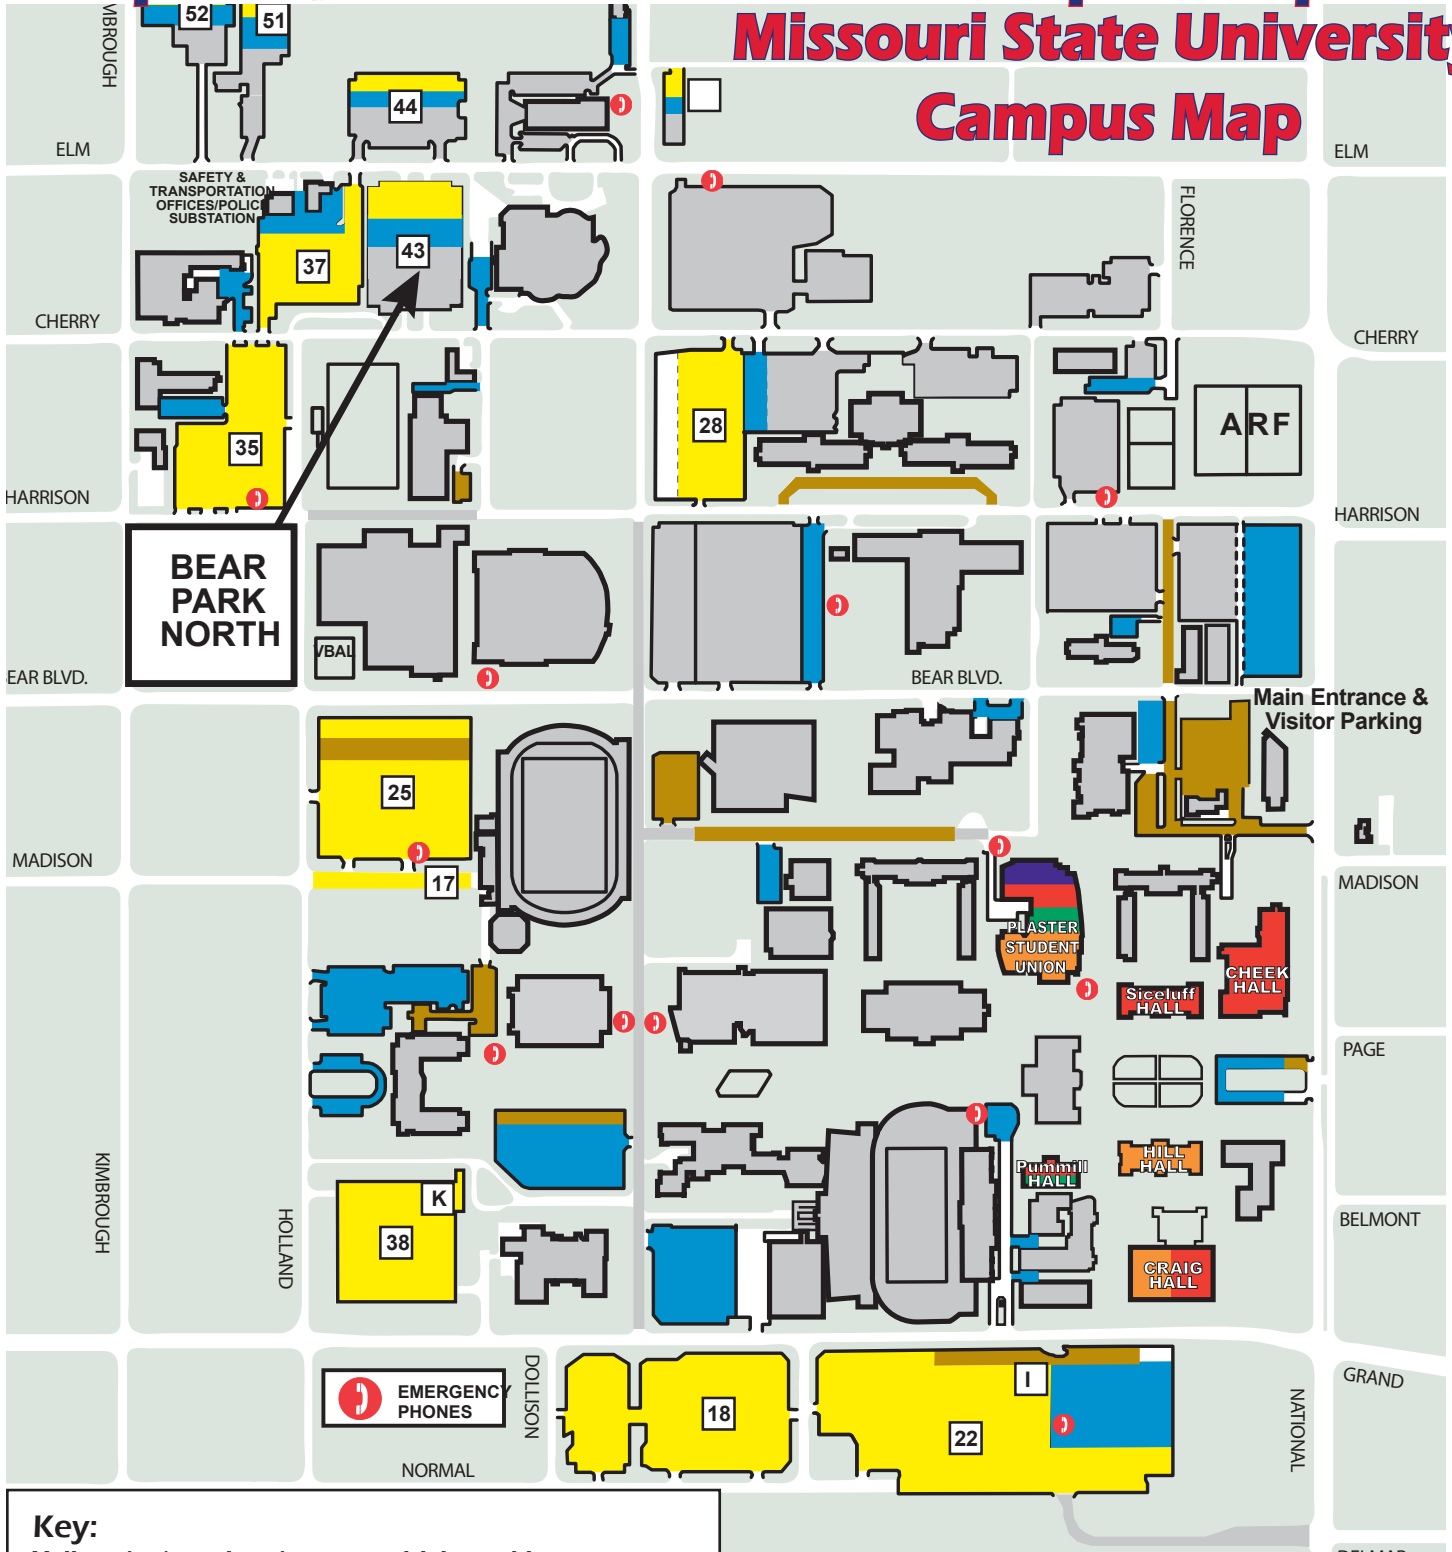 Missouri State University
Campus Map
52
51
44
KIMBROUGH
ELM
ELM
SAFETY &
TRANSPORTATION
OFFICES/POLICE
SUBSTATION
37
43
FLORENCE
CHERRY
CHERRY
35
28
ARF
HARRISON
HARRISON
BEAR
PARK
NORTH
VBAL
BEAR BLVD.
BEAR BLVD.
Main Entrance &
Visitor Parking
25
MADISON
17
MADISON
PLASTER
STUDENT
UNION
CHEEK
HALL
Siceluff
HALL
PAGE
KIMBROUGH
HOLLAND
K
38
Pummill
HALL
HILL
HALL
BELMONT
CRAIG
HALL
EMERGENCY
PHONES
DOLLISON
18
I
22
NATIONAL
GRAND
NORMAL
Key: